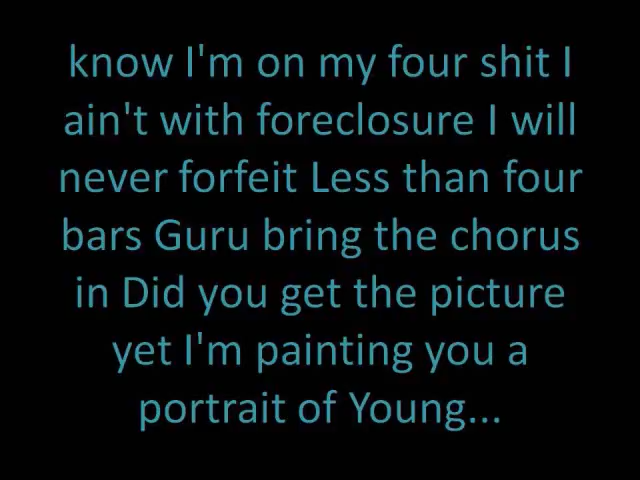 know I'm on my four shit I
ain't with foreclosure I will
never forfeit Less than four
bars Guru bring the chorus
in Did you get the picture
yet I'm painting you a
portrait of Young...